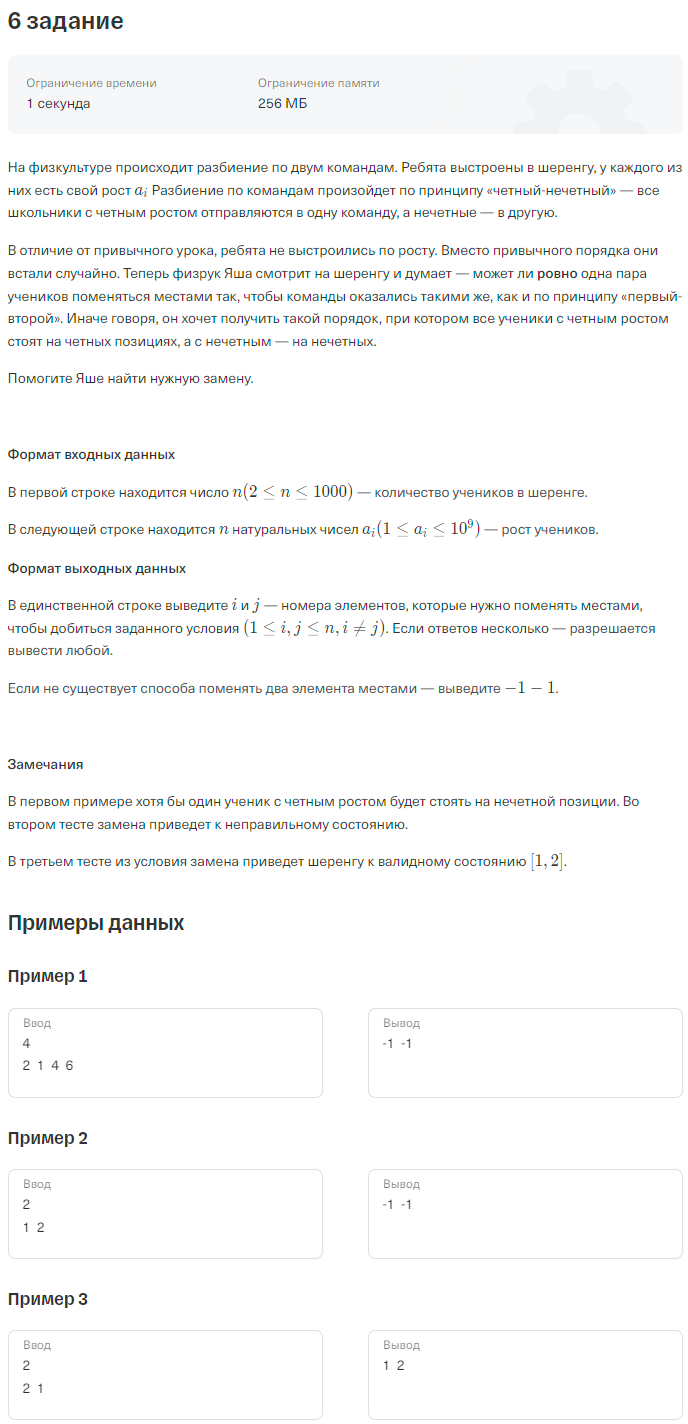 6 задание
Ограничение времени
1 секунда
Ограничение памяти
256 МБ
На физкультуре происходит разбиение по двум командам. Ребята выстроены в шеренгу, у каждого из
них есть свой рост a_i Разбиение по командам произойдет по принципу «четный-нечетный» — все
школьники с четным ростом отправляются в одну команду, а нечетные — в другую.
В отличие от привычного урока, ребята не выстроились по росту. Вместо привычного порядка они
встали случайно. Теперь физрук Яша смотрит на шеренгу и думает — может ли ровно одна пара
учеников поменяться местами так, чтобы команды оказались такими же, как и по принципу «первый-
второй». Иначе говоря, он хочет получить такой порядок, при котором все ученики с четным ростом
стоят на четных позициях, а с нечетным — на нечетных.
Помогите Яше найти нужную замену.
Формат входных данных
В первой строке находится число n(2 ≤ n ≤ 1000) — количество учеников в шеренге.
В следующей строке находится n натуральных чисел a_i(1 ≤ a_i ≤ 10^9) — рост учеников.
Формат выходных данных
В единственной строке выведите i и j — номера элементов, которые нужно поменять местами,
чтобы добиться заданного условия (1 ≤ i, j ≤ n, i ≠ j). Если ответов несколько — разрешается
вывести любой.
Если не существует способа поменять два элемента местами — выведите −1 − 1.
Замечания
В первом примере хотя бы один ученик с четным ростом будет стоять на нечетной позиции. Во
втором тесте замена приведет к неправильному состоянию.
В третьем тесте из условия замена приведет шеренгу к валидному состоянию [1, 2].
Примеры данных
Пример 1
Ввод
4
2 1 4 6
Вывод
-1 -1
Пример 2
Ввод
2
1 2
Вывод
-1 -1
Пример 3
Ввод
2
2 1
Вывод
1 2